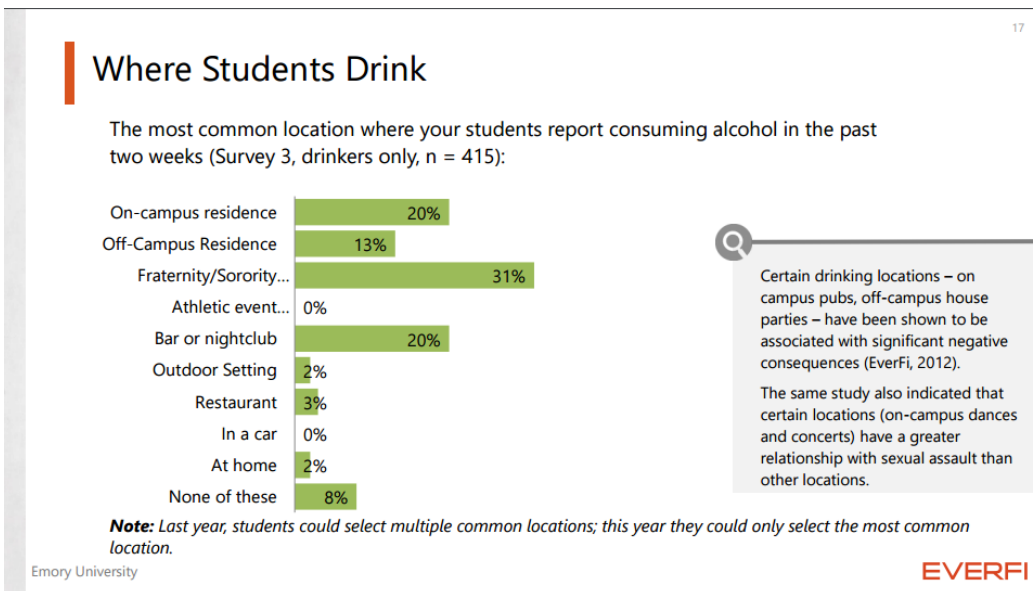 17
Where Students Drink
The most common location where your students report consuming alcohol in the past
two weeks (Survey 3, drinkers only, n = 415):
On-campus residence 20%
Off-Campus Residence 13%
Fraternity/Sorority... 31%
Athletic event... 0%
Bar or nightclub 20%
Outdoor Setting 2%
Restaurant 3%
In a car 0%
At home 2%
None of these 8%
Certain drinking locations – on
campus pubs, off-campus house
parties – have been shown to be
associated with significant negative
consequences (EverFi, 2012).
The same study also indicated that
certain locations (on-campus dances
and concerts) have a greater
relationship with sexual assault than
other locations.
Note: Last year, students could select multiple common locations; this year they could only select the most common
location.
Emory University
EVERFI